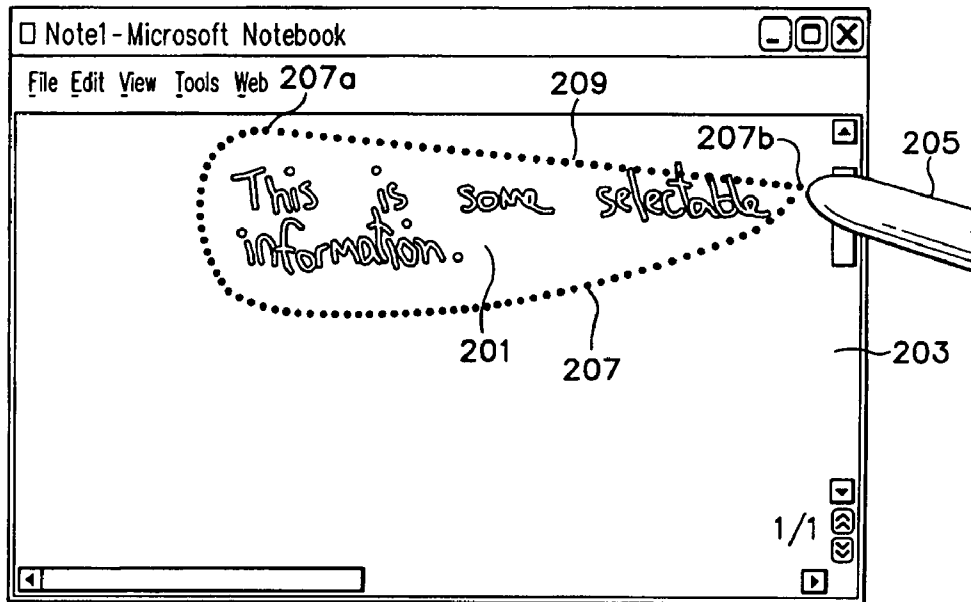 Note1-Microsoft Notebook
File Edit View Tools Web
207a
209
207b
205
This is some selectable
information.
201
207
203
1/1